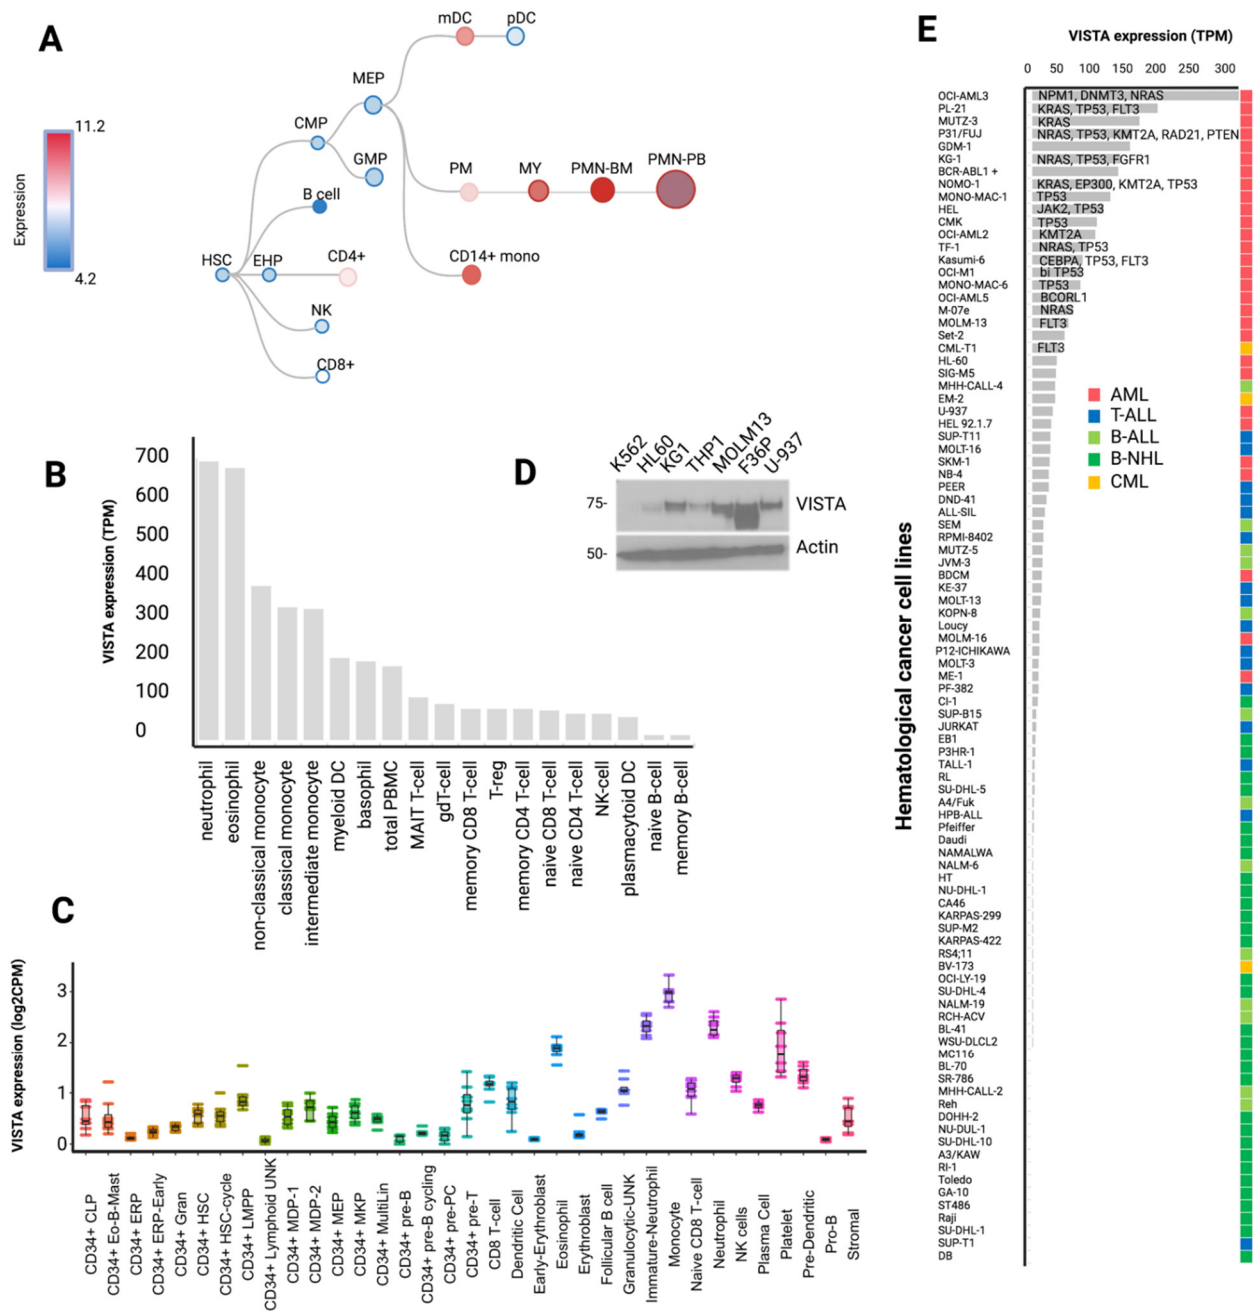 A
11.2
Expression
4.2
mDC
pDC
MEP
CMP
GMP
B cell
HSC
EHP
CD4+
NK
CD8+
PM
MY
PMN-BM
PMN-PB
CD14+ mono
B
VISTA expression (TPM)
700
600
500
400
300
200
100
0
neutrophil
eosinophil
non-classical monocyte
classical monocyte
intermediate monocyte
myeloid DC
basophil
total PBMC
MAIT T-cell
gdT-cell
memory CD8 T-cell
T-reg
memory CD4 T-cell
naive CD8 T-cell
naive CD4 T-cell
NK-cell
plasmacytoid DC
naive B-cell
memory B-cell
D
K562
HL60
KG1
THP1
MOLM13
F36P
U-937
75-
VISTA
50-
Actin
C
VISTA expression (log2CPM)
3
2
1
0
CD34+ CLP
CD34+ Eo-B-Mast
CD34+ ERP
CD34+ ERP-Early
CD34+ Gran
CD34+ HSC
CD34+ HSC-cycle
CD34+ LMPP
CD34+ Lymphoid UNK
CD34+ MDP-1
CD34+ MDP-2
CD34+ MEP
CD34+ MKP
CD34+ MultiLin
CD34+ pre-B
CD34+ pre-B cycling
CD34+ pre-PC
CD34+ pre-T
CD8 T-cell
Dendritic Cell
Early-Erythroblast
Eosinophil
Erythroblast
Follicular B cell
Granulocytic-UNK
Immature-Neutrophil
Monocyte
Naive CD8 T-cell
Neutrophil
NK cells
Plasma Cell
Platelet
Pre-Dendritic
Pro-B
Stromal
E
VISTA expression (TPM)
0 50 100 150 200 250 300
Hematological cancer cell lines
OCI-AML3 NPM1, DNMT3, NRAS
PL-21 KRAS, TP53, FLT3
MUTZ-3 KRAS
P31/FUJ NRAS, TP53, KMT2A, RAD21, PTEN
GDM-1
KG-1 NRAS, TP53, FGFR1
BCR-ABL1 +
NOMO-1 KRAS, EP300, KMT2A, TP53
MONO-MAC-1 TP53
HEL JAK2, TP53
CMK TP53
OCI-AML2 KMT2A
TF-1 NRAS, TP53
Kasumi-6 CEBPA, TP53, FLT3
OCI-M1 bi TP53
MONO-MAC-6 TP53
OCI-AML5 BCORL1
M-07e NRAS
MOLM-13 FLT3
Set-2
CML-T1 FLT3
HL-60
SIG-M5
MHH-CALL-4
EM-2
U-937
HEL 92.1.7
SUP-T11
MOLT-16
SKM-1
NB-4
PEER
DND-41
ALL-SIL
SEM
RPMI-8402
MUTZ-5
JVM-3
BDCM
KE-37
MOLT-13
KOPN-8
Loucy
MOLM-16
P12-ICHIKAWA
MOLT-3
ME-1
PF-382
CI-1
SUP-B15
JURKAT
EB1
P3HR-1
TALL-1
RL
SU-DHL-5
A4/Fuk
HPB-ALL
Pfeiffer
Daudi
NAMALWA
NALM-6
HT
NU-DHL-1
CA46
KARPAS-299
SUP-M2
KARPAS-422
RS4;11
BV-173
OCI-LY-19
SU-DHL-4
NALM-19
RCH-ACV
BL-41
WSU-DLCL2
MC116
BL-70
SR-786
MHH-CALL-2
Reh
DOHH-2
NU-DUL-1
SU-DHL-10
A3/KAW
RI-1
Toledo
GA-10
ST486
Raji
SU-DHL-1
SUP-T1
DB
AML
T-ALL
B-ALL
B-NHL
CML